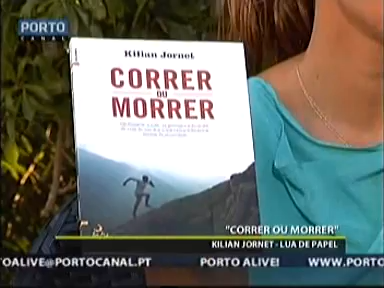 PORTO
CANAL
Kilian Jornet
CORRER
OU
MORRER
"CORRER OU MORRER"
KILIAN JORNET - LUA DE PAPEL
TOALIVE@PORTOCANAL.PT
PORTO ALIVE!
WWW.PORTOCANAL